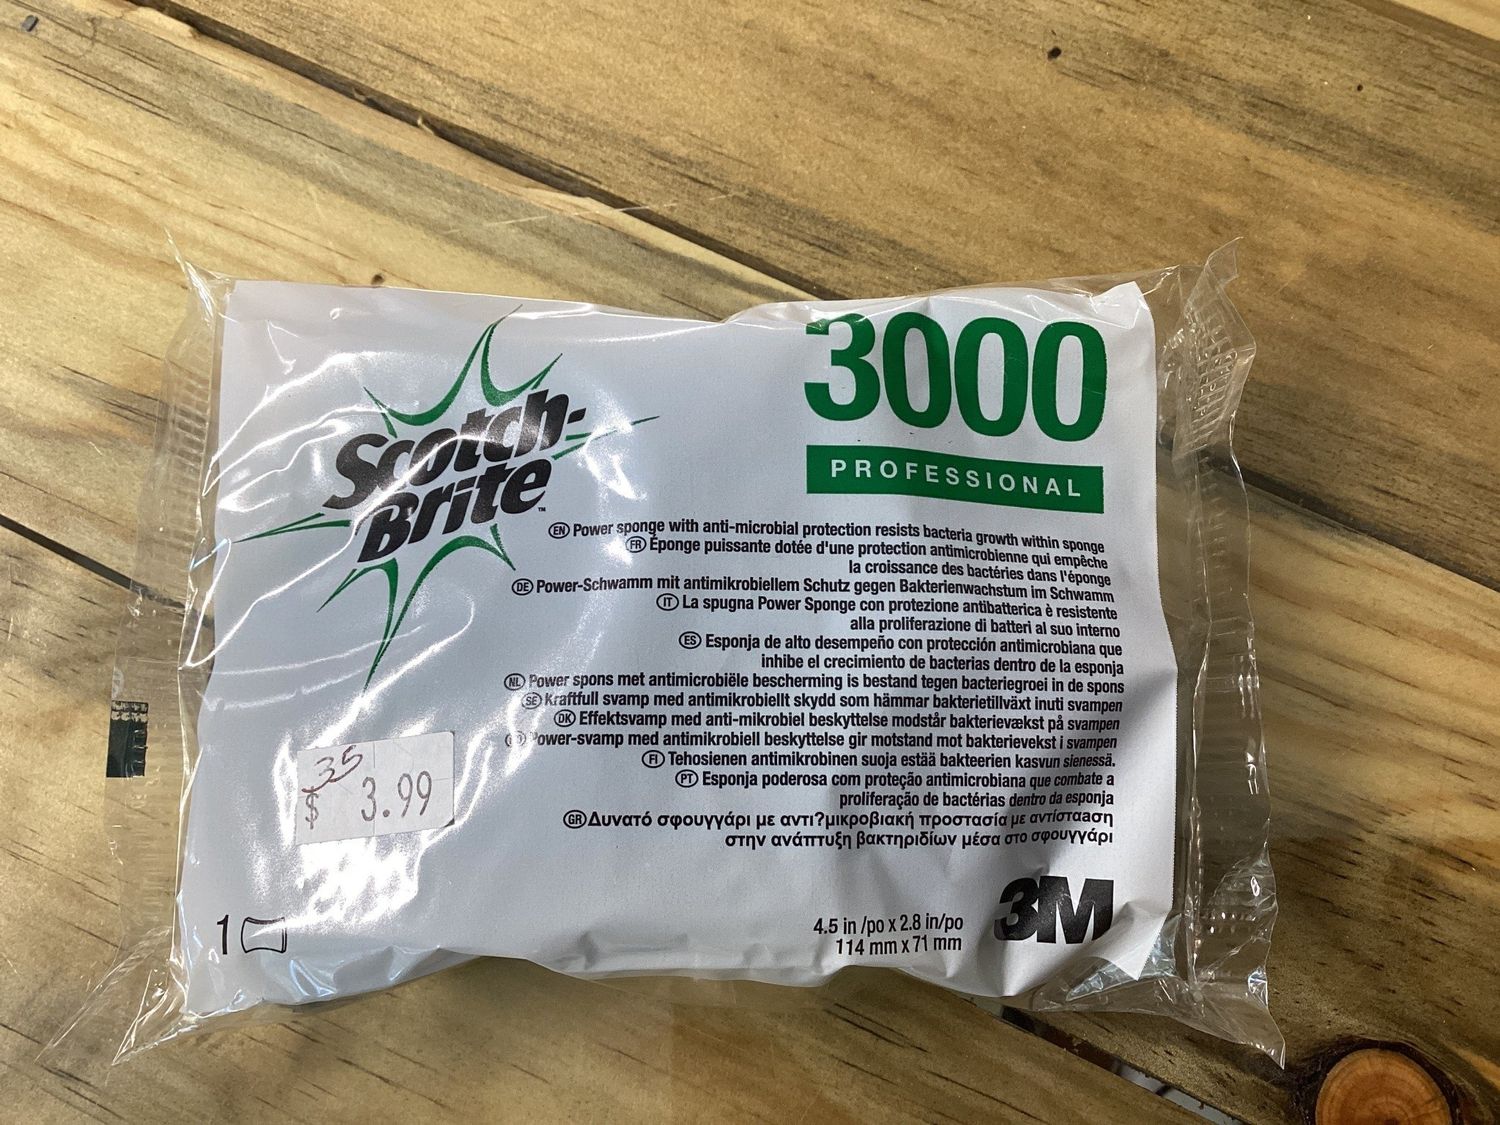 Scotch-
Brite™
3000
PROFESSIONAL
EN Power sponge with anti-microbial protection resists bacteria growth within sponge
FR Éponge puissante dotée d'une protection antimicrobienne qui empêche
la croissance des bactéries dans l'éponge
DE Power-Schwamm mit antimikrobiellem Schutz gegen Bakterienwachstum im Schwamm
IT La spugna Power Sponge con protezione antibatterica è resistente
alla proliferazione di batteri al suo interno
ES Esponja de alto desempeño con protección antimicrobiana que
inhibe el crecimiento de bacterias dentro de la esponja
NL Power spons met antimicrobiële bescherming is bestand tegen bacteriegroei in de spons
SE Kraftfull svamp med antimikrobiellt skydd som hämmar bakterietillväxt inuti svampen
DK Effektsvamp med anti-mikrobiel beskyttelse modstår bakterievækst på svampen
Power-svamp med antimikrobiell beskyttelse gir motstand mot bakterievekst i svampen
FI Tehosienen antimikrobinen suoja estää bakteerien kasvun sienessä.
PT Esponja poderosa com proteção antimicrobiana que combate a
proliferação de bactérias dentro da esponja
GR Δυνατό σφουγγάρι με αντι?μικροβιακή προστασία με αντίσταaση
στην ανάπτυξη βακτηριδίων μέσα στο σφουγγάρι
35
$ 3.99
1
4.5 in /po x 2.8 in/po
114 mm x 71 mm
3M